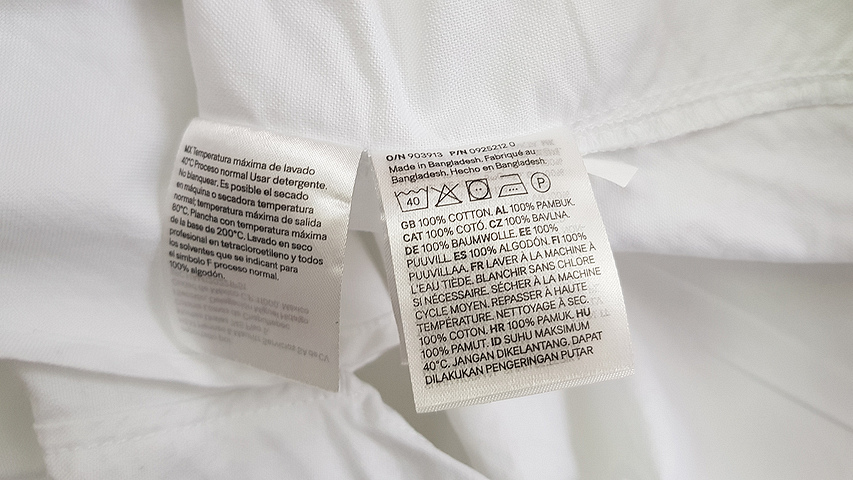 MX Temperatura máxima de lavado
40°C Proceso normal Usar detergente.
No blanquear. Es posible el secado
en máquina o secadora temperatura
normal; temperatura máxima de salida
80°C. Plancha con temperatura máxima
de la base de 200°C. Lavado en seco
profesional en tetracloroetileno y todos
los solventes que se indican para
el símbolo F proceso normal.
100% algodón.
O/N 903913 P/N 0925212 0
Made in Bangladesh. Fabriqué au
Bangladesh. Hecho en Bangladesh.
40 P
GB 100% COTTON. AL 100% PAMBUK.
CAT 100% COTÓ. CZ 100% BAVLNA.
DE 100% BAUMWOLLE. EE 100%
PUUVILL. ES 100% ALGODÓN. FI 100%
PUUVILLAA. FR LAVER À LA MACHINE À
L'EAU TIÈDE. BLANCHIR SANS CHLORE
SI NÉCESSAIRE. SÉCHER À LA MACHINE
CYCLE MOYEN. REPASSER À HAUTE
TEMPÉRATURE. NETTOYAGE À SEC.
100% COTON. HR 100% PAMUK. HU
100% PAMUT. ID SUHU MAKSIMUM
40°C. JANGAN DIKELANTANG. DAPAT
DILAKUKAN PENGERINGAN PUTAR